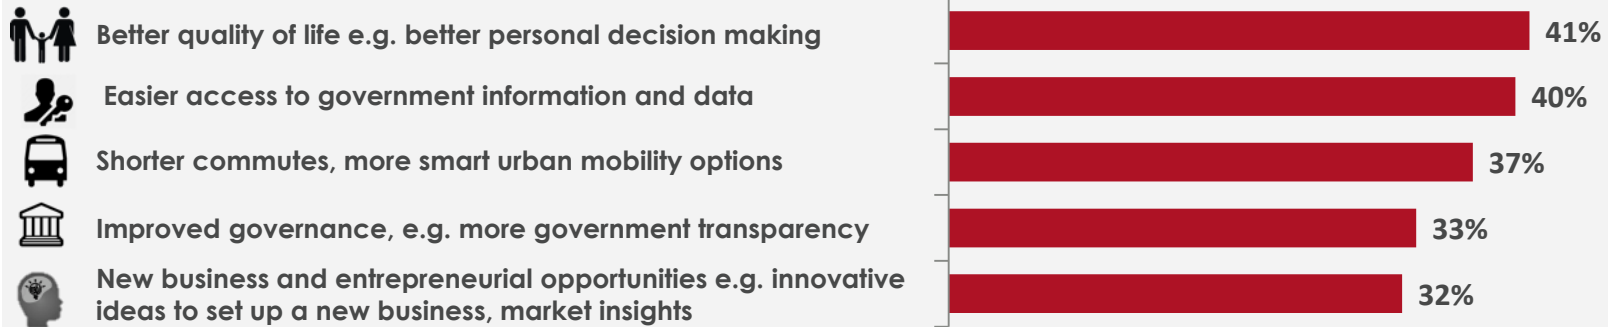 Better quality of life e.g. better personal decision making
41%
Easier access to government information and data
40%
Shorter commutes, more smart urban mobility options
37%
Improved governance, e.g. more government transparency
33%
New business and entrepreneurial opportunities e.g. innovative
ideas to set up a new business, market insights
32%